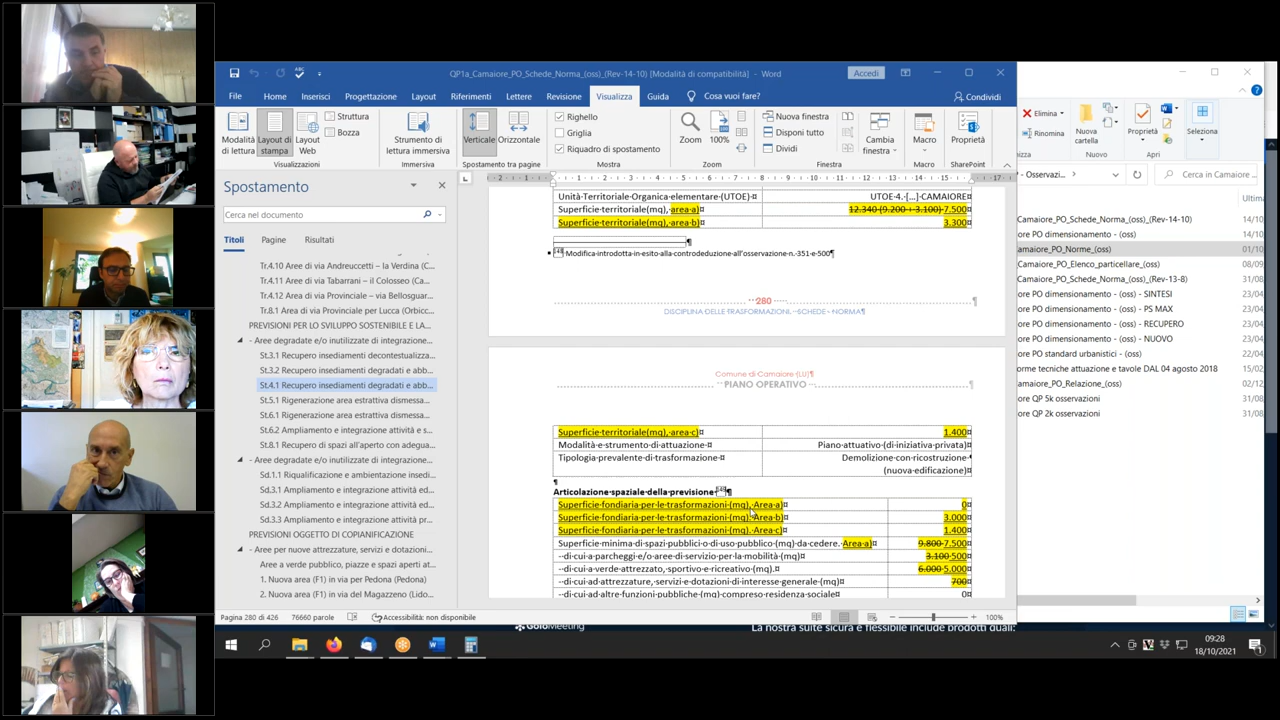 QP1a_Camaiore_PO_Schede_Norma_(oss)_(Rev-14-10) [Modalità di compatibilità] - Word
Accedi
File Home Inserisci Progettazione Layout Riferimenti Lettere Revisione Visualizza Guida Cosa vuoi fare? Condividi
Modalità di lettura
Layout di stampa
Layout Web
Struttura
Bozza
Visualizzazioni
Strumento di lettura immersiva
Immersiva
Verticale Orizzontale
Spostamento tra pagine
Righello
Griglia
Riquadro di spostamento
Mostra
Zoom
100%
Zoom
Nuova finestra
Disponi tutto
Dividi
Cambia finestra
Finestra
Macro
Macro
Proprietà
SharePoint
Spostamento
Cerca nel documento
Titoli Pagine Risultati
Tr.4.10 Aree di via Andreuccetti – la Verdina (C...
Tr.4.11 Aree di via Tabarrani – il Colosseo (Ca...
Tr.4.12 Area di via Provinciale – via Bellosguar...
Tr.8.1 Area di via Provinciale per Lucca (Orbicc...
PREVISIONI PER LO SVILUPPO SOSTENIBILE E LA...
- Aree degradate e/o inutilizzate di integrazione...
St.3.1 Recupero insediamenti decontestualizza...
St.3.2 Recupero insediamenti degradati e abb...
St.4.1 Recupero insediamenti degradati e abb...
St.5.1 Rigenerazione area estrattiva dismessa...
St.6.1 Rigenerazione area estrattiva dismessa...
St.6.2 Ampliamento e integrazione attività e s...
St.8.1 Recupero di spazi all'aperto con adegua...
- Aree degradate e/o inutilizzate di integrazione...
Sd.1.1 Riqualificazione e ambientazione insedi...
Sd.3.1 Ampliamento e integrazione attività ed...
Sd.3.2 Ampliamento e integrazione attività ed...
Sd.3.3 Ampliamento e integrazione attività ed...
PREVISIONI OGGETTO DI COPIANIFICAZIONE
- Aree per nuove attrezzature, servizi e dotazioni...
Aree a verde pubblico, piazze e spazi aperti at...
1. Nuova area (F1) in via per Pedona (Pedona)
2. Nuova area (F1) in via del Magazzeno (Lido...
Unità·Territoriale·Organica·elementare·(UTOE)·¤ UTOE·4.·[...]·CAMAIORE¤
Superficie·territoriale(mq),·area·a)¤ 12.340·(9.200·+·3.100)·7.500¤
Superficie·territoriale(mq),·area·b)¤ 3.300¤
Modifica·introdotta·in·esito·alla·controdeduzione·all'osservazione·n.·351·e·500¶
280
DISCIPLINA·DELLE·TRASFORMAZIONI.·SCHEDE·-·NORMA¶
Comune·di·Camaiore·(LU)¶
PIANO·OPERATIVO
Superficie·territoriale(mq),·area·c)¤ 1.400¤
Modalità·e·strumento·di·attuazione·¤ Piano·attuativo·(di·iniziativa·privata)¤
Tipologia·prevalente·di·trasformazione·¤ Demolizione·con·ricostruzione·
(nuova·edificazione)¤
¶
Articolazione·spaziale·della·previsione·548¶
Superficie·fondiaria·per·le·trasformazioni·(mq).·Area·a)¤ 0¤
Superficie·fondiaria·per·le·trasformazioni·(mq).·Area·b)¤ 3.000¤
Superficie·fondiaria·per·le·trasformazioni·(mq).·Area·c)¤ 1.400¤
Superficie·minima·di·spazi·pubblici·o·di·uso·pubblico·(mq)·da·cedere.·Area·a)¤ 9.800·7.500¤
-·di·cui·a·parcheggi·e/o·aree·di·servizio·per·la·mobilità·(mq)¤ 3.100·500¤
-·di·cui·a·verde·attrezzato,·sportivo·e·ricreativo·(mq).¤ 6.000·5.000¤
-·di·cui·ad·attrezzature,·servizi·e·dotazioni·di·interesse·generale·(mq)¤ 700¤
-·di·cui·ad·altre·funzioni·pubbliche·(mq)·compreso·residenza·sociale¤ 0¤
Pagina 280 di 426 76660 parole Accessibilità: non disponibile 100%
Elimina
Rinomina
Nuova cartella
Nuovo
Proprietà
Apri
Seleziona
- Osservazi...
Cerca in Camaiore ...
Ultima
Camaiore_PO_Schede_Norma_(oss)_(Rev-14-10) 14/10
ore PO dimensionamento - (oss) 14/10
Camaiore_PO_Norme_(oss) 01/10
Camaiore_PO_Elenco_particellare_(oss) 08/09
Camaiore_PO_Schede_Norma_(oss)_(Rev-13-8) 31/08
ore PO dimensionamento - (oss) - SINTESI 23/04
ore PO dimensionamento - (oss) - PS MAX 23/04
ore PO dimensionamento - (oss) - RECUPERO 23/04
ore PO dimensionamento - (oss) - NUOVO 23/04
ore PO standard urbanistici - (oss) 23/04
orme tecniche attuazione e tavole DAL 04 agosto 2018 23/04
Camaiore_PO_Relazione_(oss) 02/12
ore QP 5k osservazioni 31/08
ore QP 2k osservazioni 31/08
GoToMeeting
La nostra suite sicura e flessibile include prodotti quali:
09:28
18/10/2021